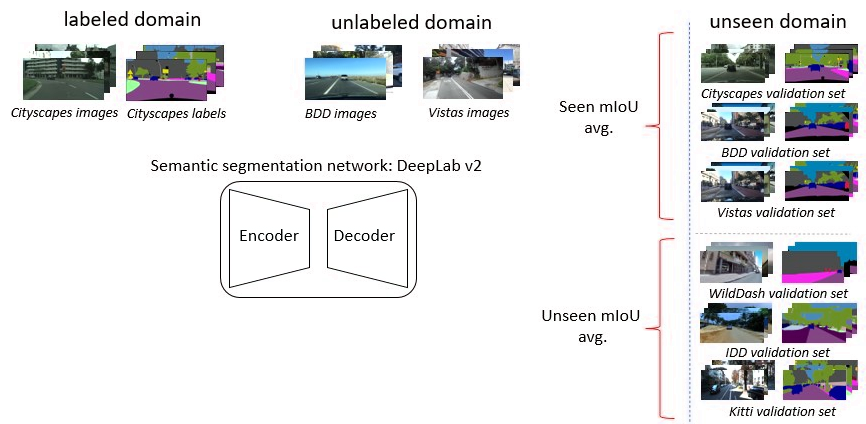 labeled domain
unlabeled domain
unseen domain
Cityscapes images
Cityscapes labels
BDD images
Vistas images
Semantic segmentation network: DeepLab v2
Encoder
Decoder
Seen mIoU
avg.
Cityscapes validation set
BDD validation set
Vistas validation set
Unseen mIoU
avg.
WildDash validation set
IDD validation set
Kitti validation set